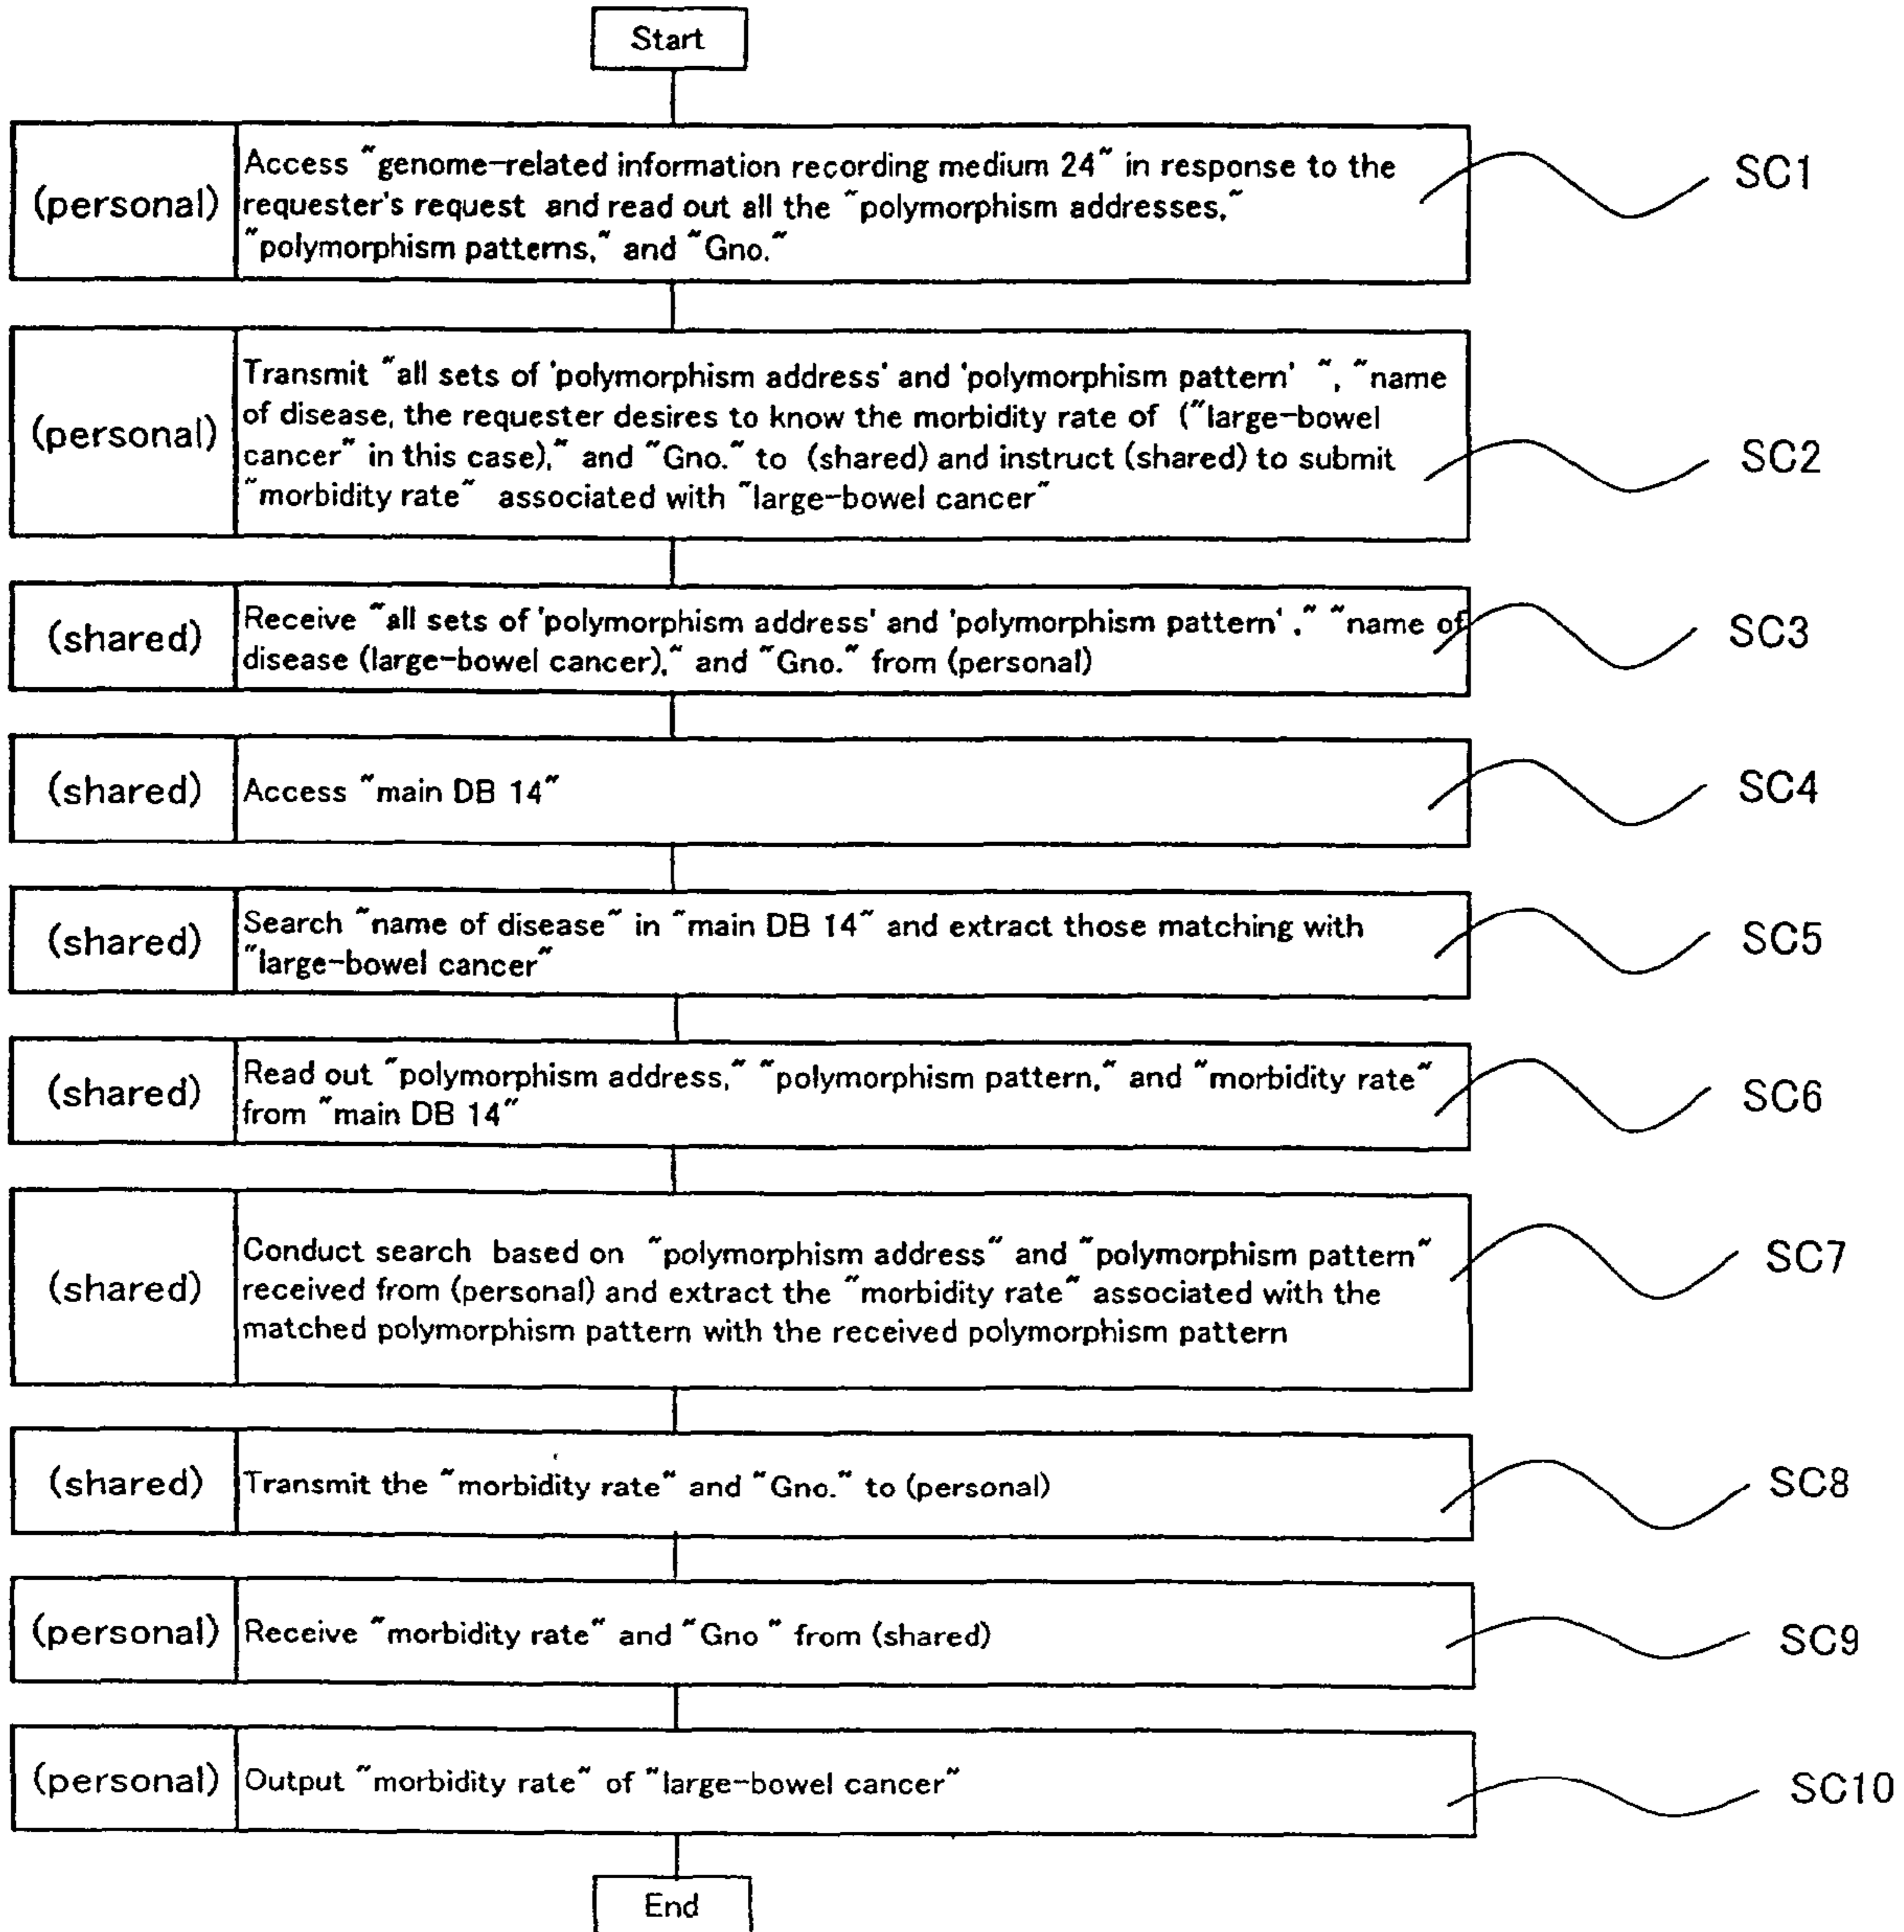 Start
(personal)
Access "genome-related information recording medium 24" in response to the
requester's request and read out all the "polymorphism addresses,"
"polymorphism patterns," and "Gno."
SC1
(personal)
Transmit "all sets of 'polymorphism address' and 'polymorphism pattern' ", "name
of disease, the requester desires to know the morbidity rate of ("large-bowel
cancer" in this case)," and "Gno." to (shared) and instruct (shared) to submit
"morbidity rate" associated with "large-bowel cancer"
SC2
(shared)
Receive "all sets of 'polymorphism address' and 'polymorphism pattern' ," "name of
disease (large-bowel cancer)," and "Gno." from (personal)
SC3
(shared)
Access "main DB 14"
SC4
(shared)
Search "name of disease" in "main DB 14" and extract those matching with
"large-bowel cancer"
SC5
(shared)
Read out "polymorphism address," "polymorphism pattern," and "morbidity rate"
from "main DB 14"
SC6
(shared)
Conduct search based on "polymorphism address" and "polymorphism pattern"
received from (personal) and extract the "morbidity rate" associated with the
matched polymorphism pattern with the received polymorphism pattern
SC7
(shared)
Transmit the "morbidity rate" and "Gno." to (personal)
SC8
(personal)
Receive "morbidity rate" and "Gno " from (shared)
SC9
(personal)
Output "morbidity rate" of "large-bowel cancer"
SC10
End